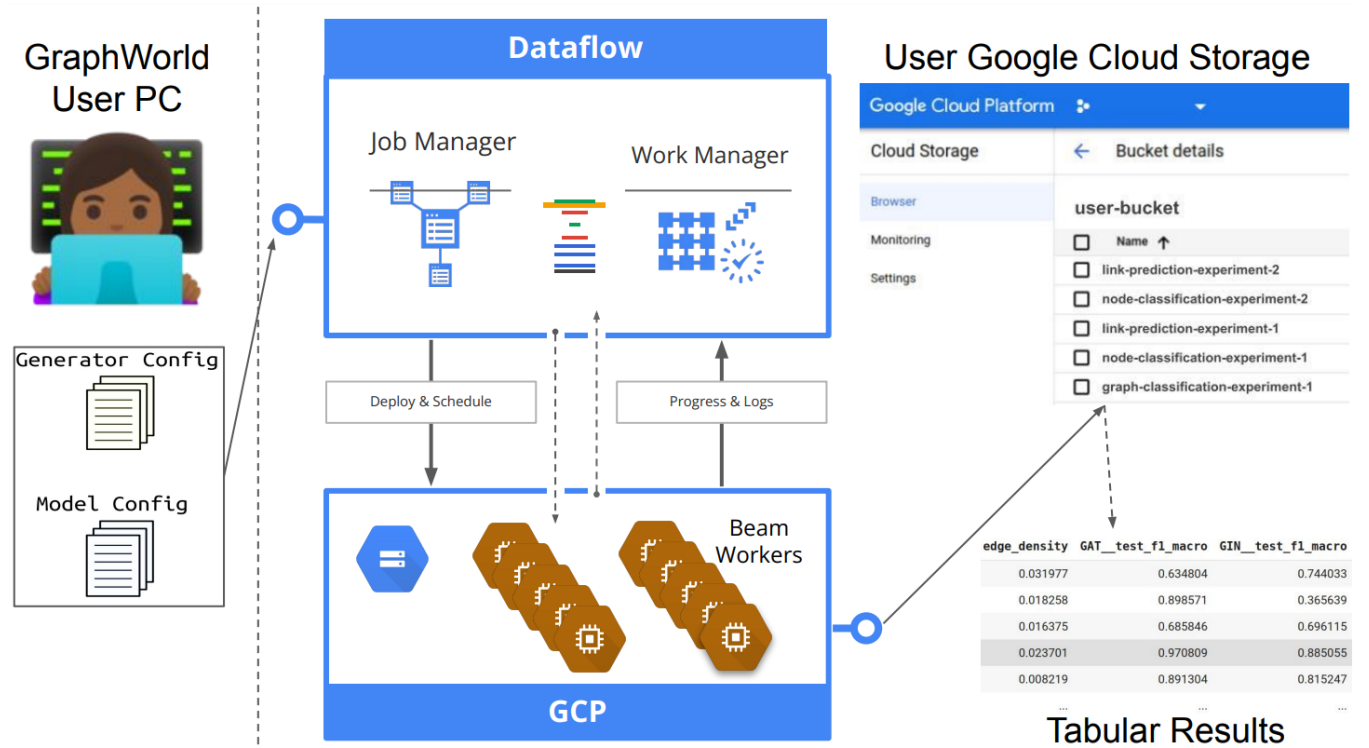 GraphWorld
User PC
Generator Config
Model Config
Dataflow
Job Manager
Work Manager
Deploy & Schedule
Progress & Logs
Beam
Workers
GCP
User Google Cloud Storage
Google Cloud Platform
Cloud Storage
Bucket details
Browser
Monitoring
Settings
user-bucket
Name
link-prediction-experiment-2
node-classification-experiment-2
link-prediction-experiment-1
node-classification-experiment-1
graph-classification-experiment-1
edge_density GAT__test_f1_macro GIN__test_f1_macro
0.031977 0.634804 0.744033
0.018258 0.898571 0.365639
0.016375 0.685846 0.696115
0.023701 0.970809 0.885055
0.008219 0.891304 0.815247
... ... ...
Tabular Results